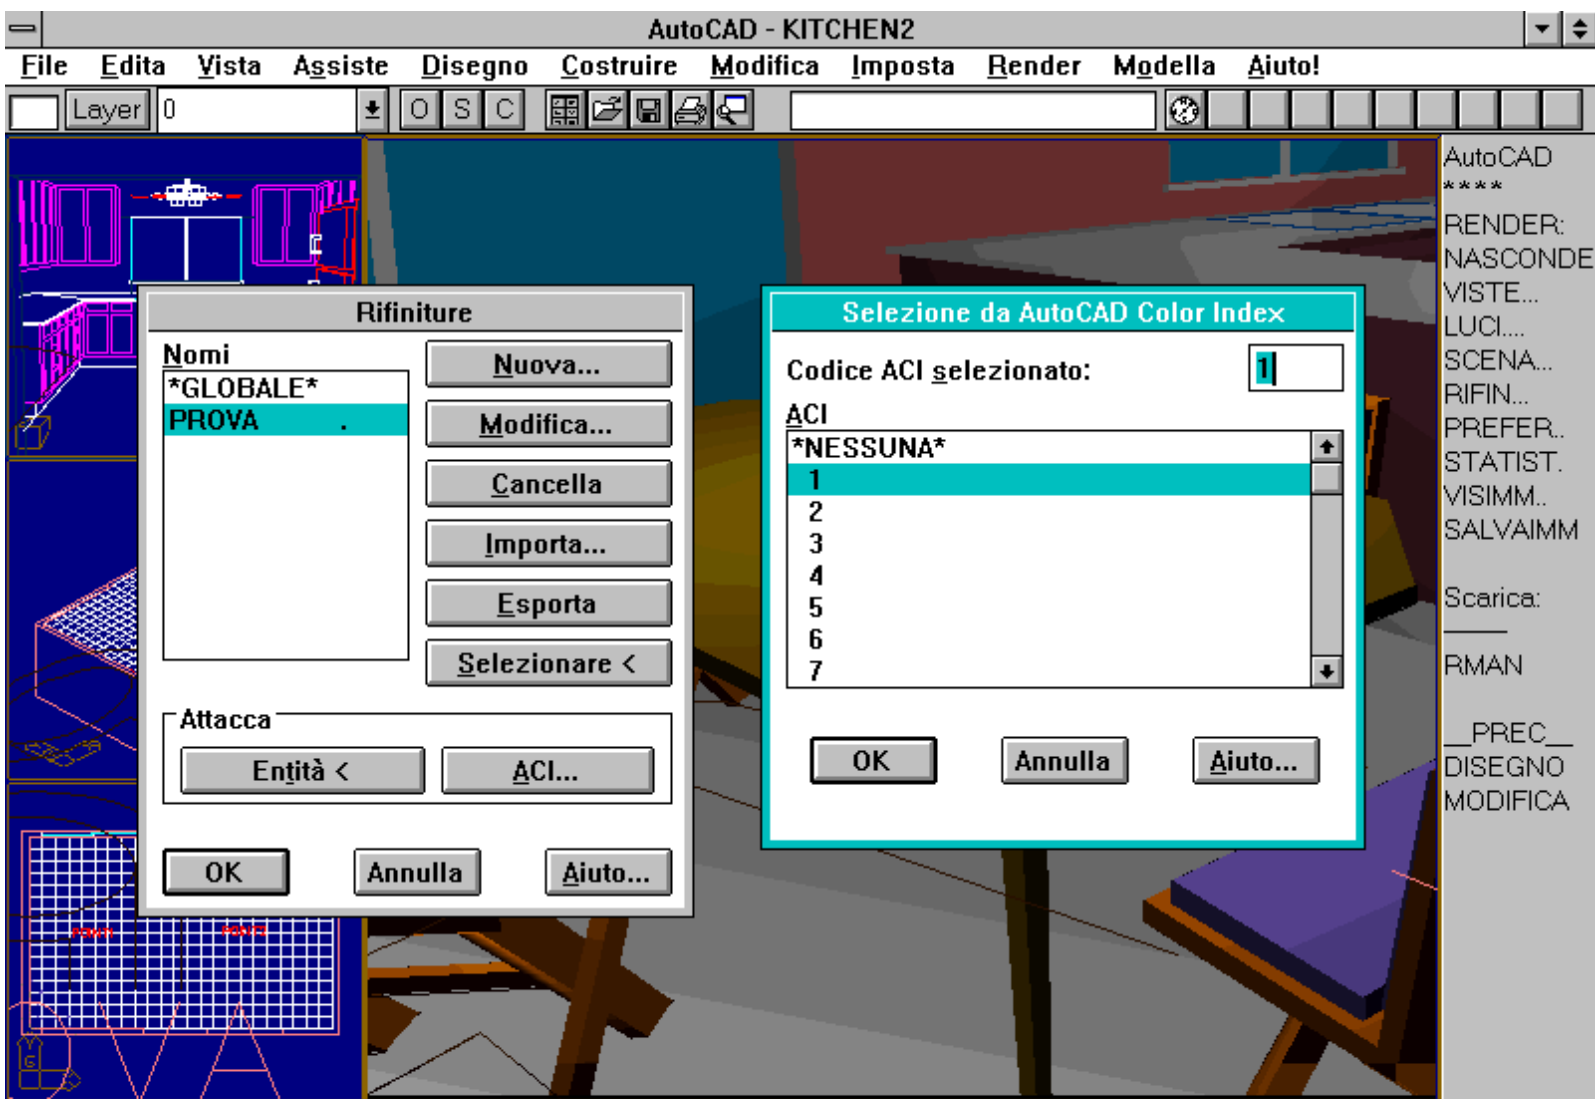 AutoCAD - KITCHEN2
File Edita Vista Assiste Disegno Costruire Modifica Imposta Render Modella Aiuto!
Layer 0 O S C
AutoCAD
****
RENDER:
NASCONDE
VISTE...
LUCI....
SCENA...
RIFIN...
PREFER..
STATIST.
VISIMM..
SALVAIMM
Scarica:
RMAN
__PREC__
DISEGNO
MODIFICA
Rifiniture
Nomi
*GLOBALE*
PROVA .
Nuova...
Modifica...
Cancella
Importa...
Esporta
Selezionare <
Attacca
Entità < ACI...
OK Annulla Aiuto...
Selezione da AutoCAD Color Index
Codice ACI selezionato: 1
ACI
*NESSUNA*
1
2
3
4
5
6
7
OK Annulla Aiuto...